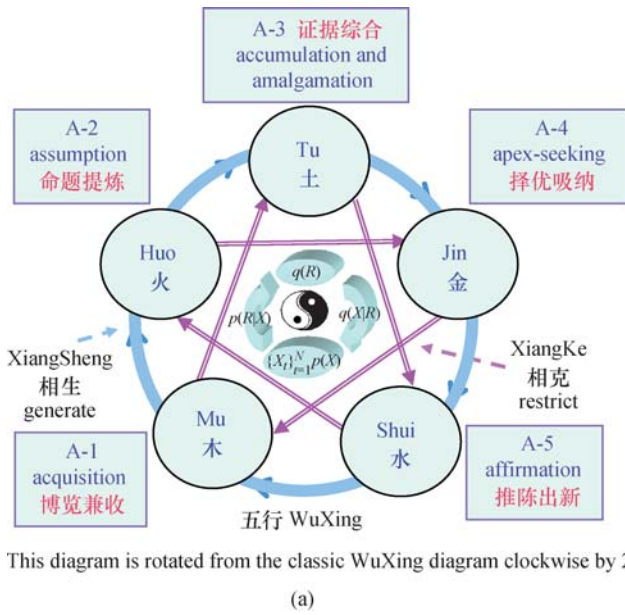 A-3 证据综合
accumulation and
amalgamation
A-2
assumption
命题提炼
Tu
土
A-4
apex-seeking
择优吸纳
Huo
火
Jin
金
q(R)
p(R|X)
q(X|R)
{X_t}_{t=1}^N p(X)
XiangSheng
相生
generate
XiangKe
相克
restrict
Mu
木
Shui
水
A-1
acquisition
博览兼收
A-5
affirmation
推陈出新
五行 WuXing
This diagram is rotated from the classic WuXing diagram clockwise by
(a)